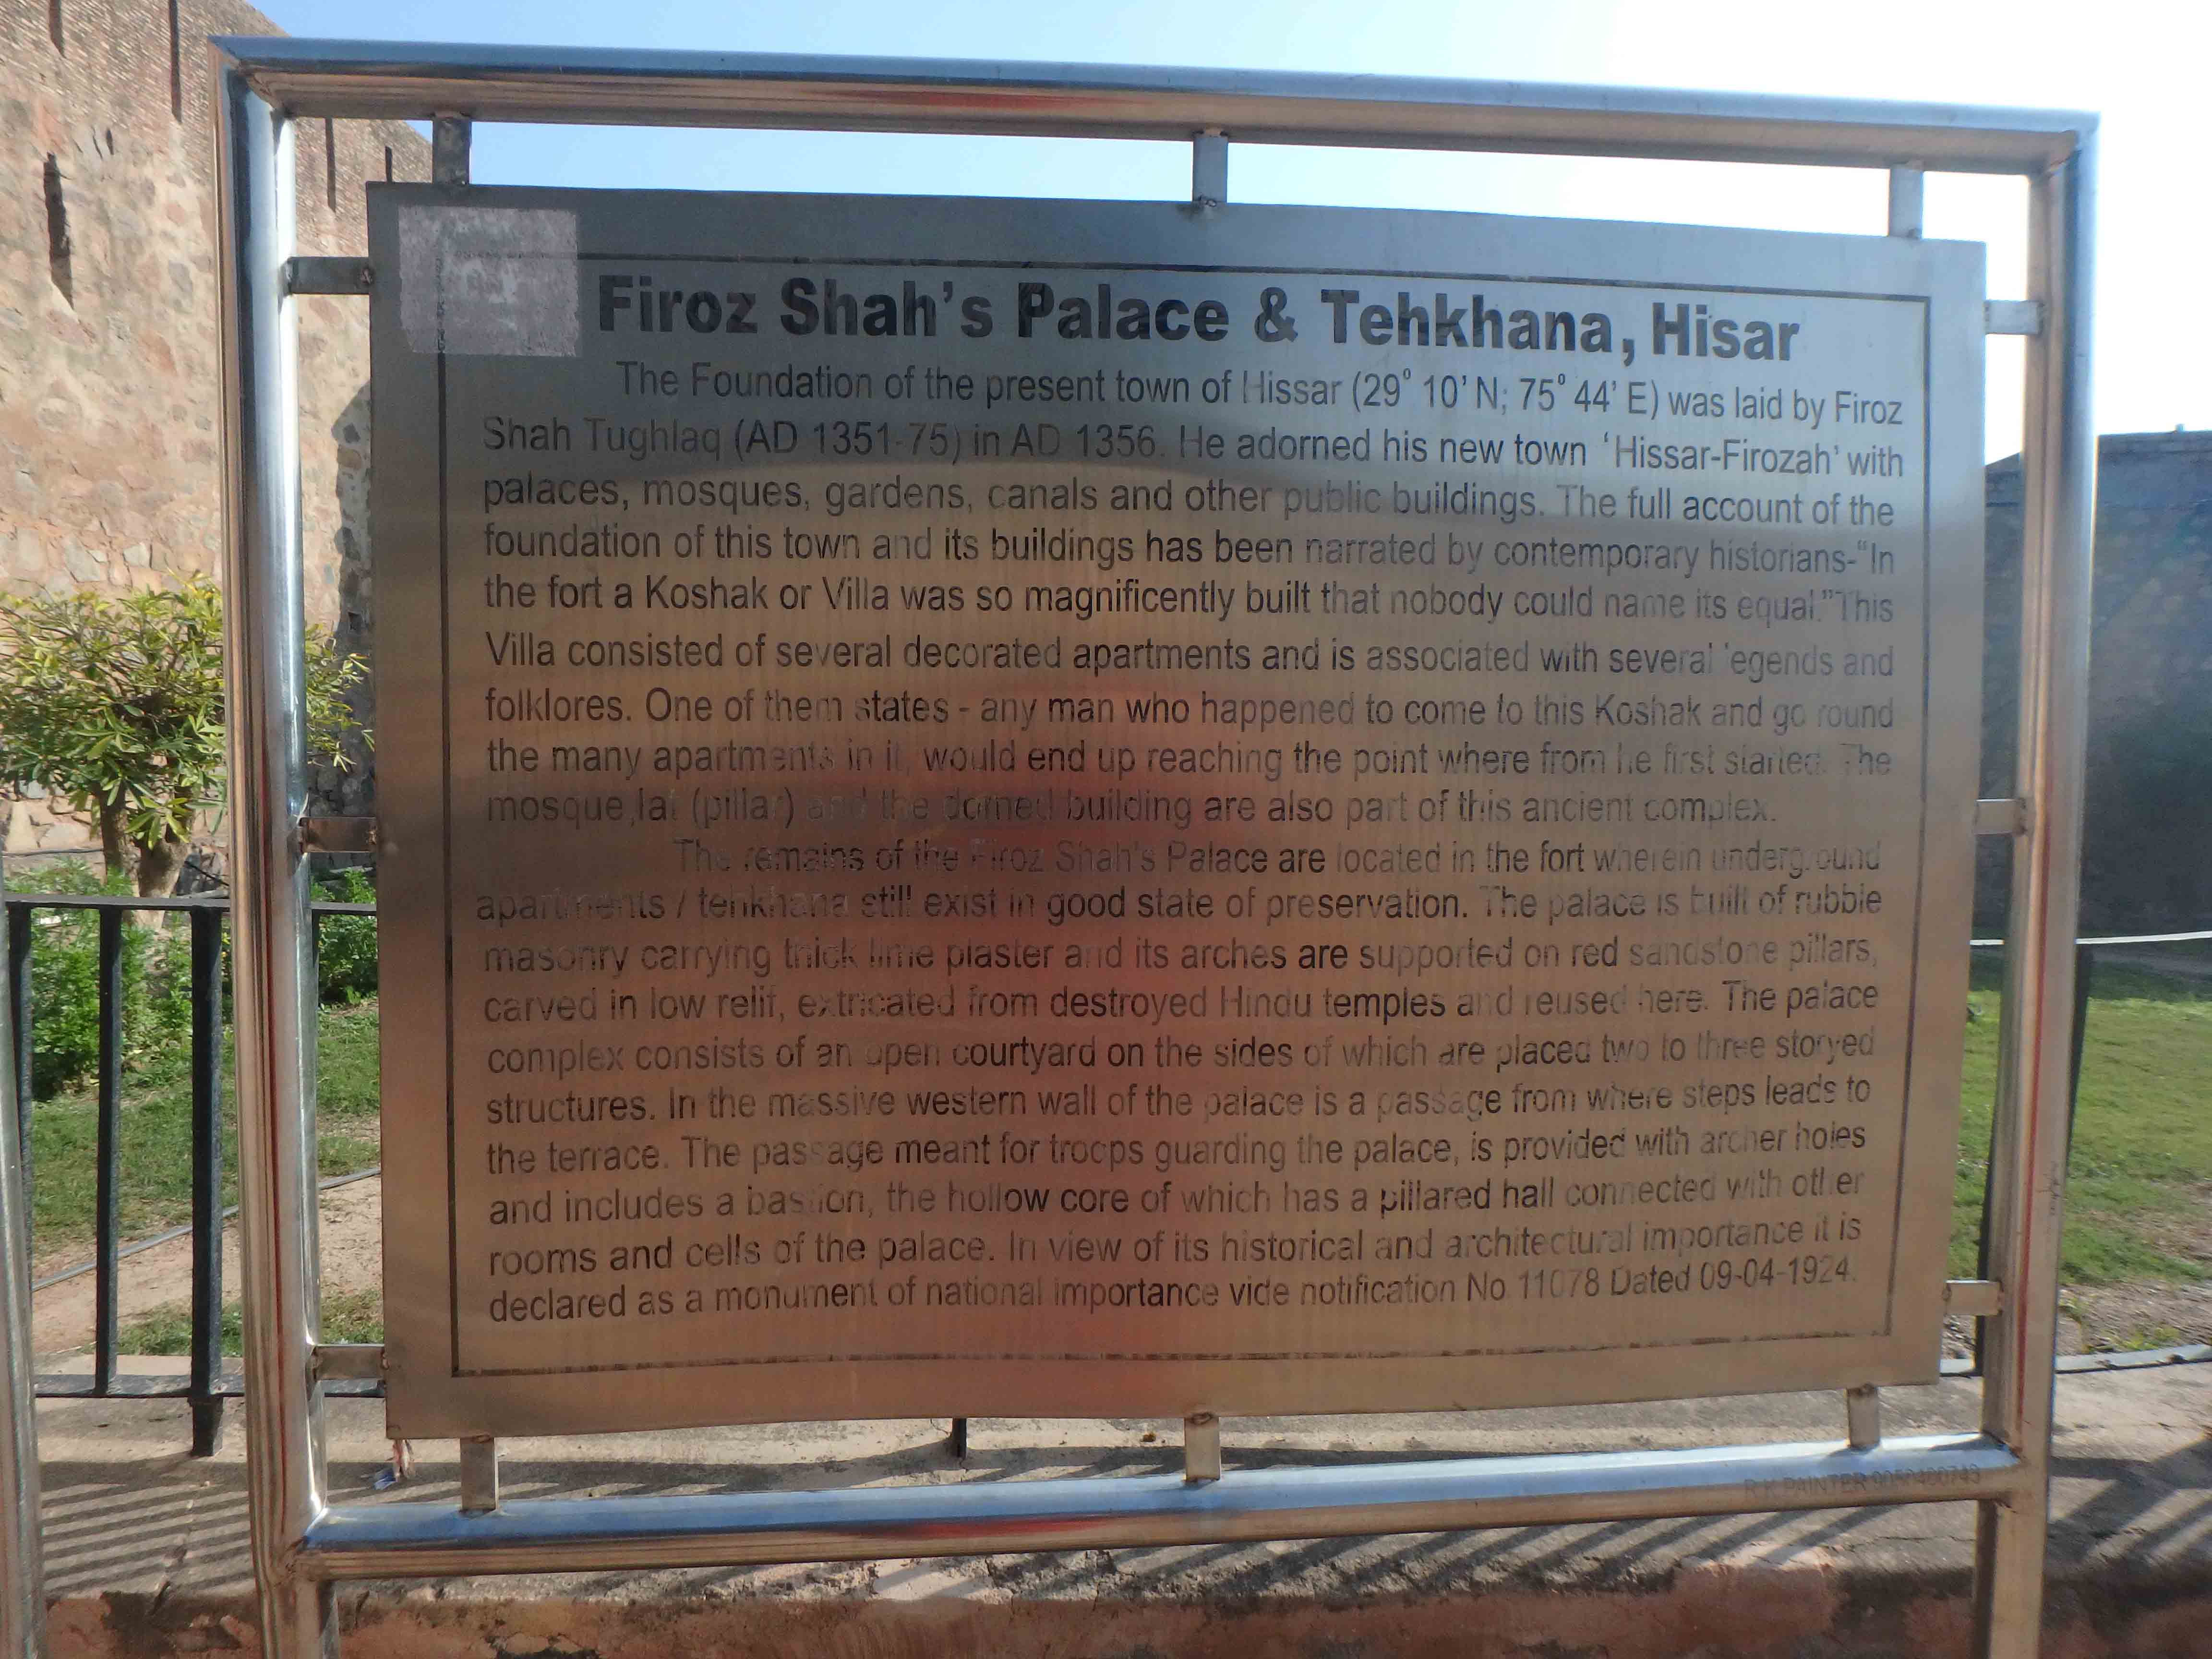 Firoz Shah's Palace & Tehkhana, Hisar
The Foundation of the present town of Hissar (29° 10' N; 75° 44' E) was laid by Firoz
Shah Tughlaq (AD 1351-75) in AD 1356. He adorned his new town 'Hissar-Firozah' with
palaces, mosques, gardens, canals and other public buildings. The full account of the
foundation of this town and its buildings has been narrated by contemporary historians-"In
the fort a Koshak or Villa was so magnificently built that nobody could name its equal."This
Villa consisted of several decorated apartments and is associated with several legends and
folklores. One of them states - any man who happened to come to this Koshak and go round
the many apartments in it, would end up reaching the point where from he first started. The
mosque,lat (pillar) and the domed building are also part of this ancient complex.
The remains of the Firoz Shah's Palace are located in the fort wherein underground
apartments / tehkhana still exist in good state of preservation. The palace is built of rubble
masonry carrying thick lime plaster and its arches are supported on red sandstone pillars,
carved in low relif, extricated from destroyed Hindu temples and reused here. The palace
complex consists of an open courtyard on the sides of which are placed two to three storyed
structures. In the massive western wall of the palace is a passage from where steps leads to
the terrace. The passage meant for troops guarding the palace, is provided with archer holes
and includes a bastion, the hollow core of which has a pillared hall connected with other
rooms and cells of the palace. In view of its historical and architectural importance it is
declared as a monument of national importance vide notification No 11078 Dated 09-04-1924.
R.K PAINTER